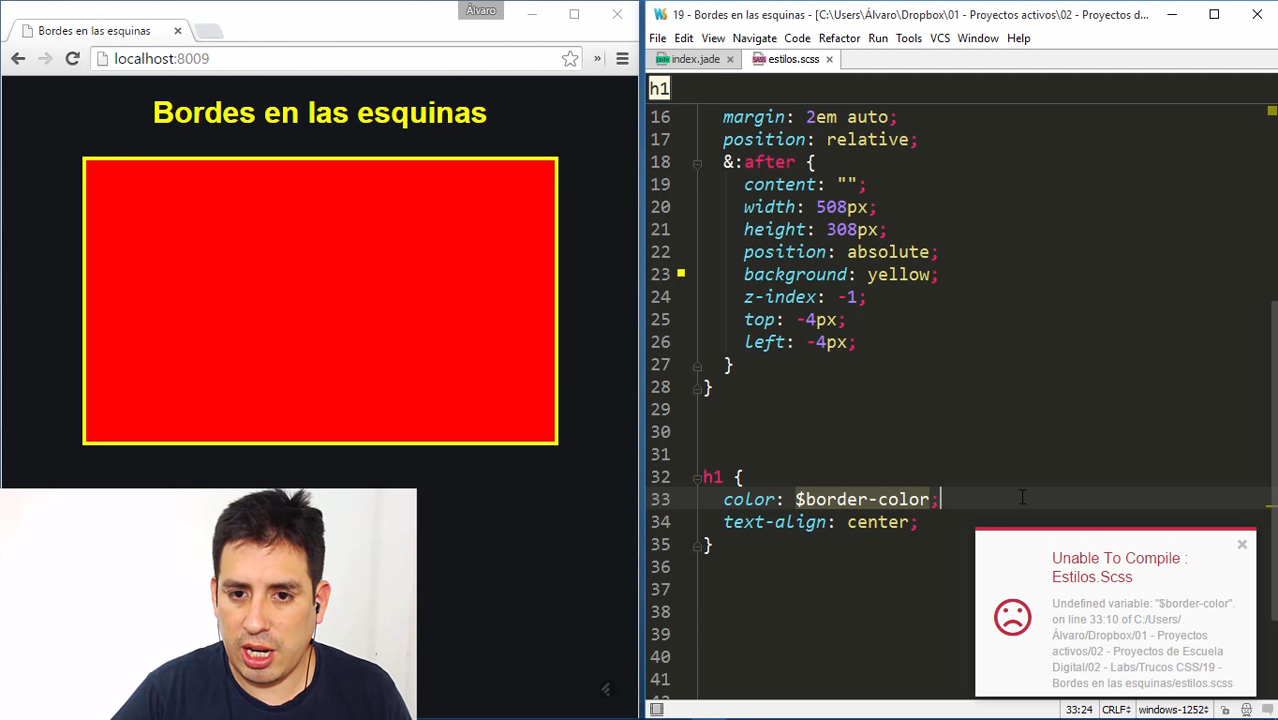 Álvaro
Bordes en las esquinas
localhost:8009
Bordes en las esquinas
19 - Bordes en las esquinas - [C:\Users\Álvaro\Dropbox\01 - Proyectos activos\02 - Proyectos d...
File Edit View Navigate Code Refactor Run Tools VCS Window Help
index.jade estilos.scss
h1
16 margin: 2em auto;
17 position: relative;
18 &:after {
19 content: "";
20 width: 508px;
21 height: 308px;
22 position: absolute;
23 background: yellow;
24 z-index: -1;
25 top: -4px;
26 left: -4px;
27 }
28 }
29
30
31
32 h1 {
33 color: $border-color;
34 text-align: center;
35 }
36
37
38
39
40
41
Unable To Compile :
Estilos.Scss
Undefined variable: "$border-color".
on line 33:10 of C:/Users/
Álvaro/Dropbox/01 - Proyectos
activos/02 - Proyectos de Escuela
Digital/02 - Labs/Trucos CSS/19 -
Bordes en las esquinas/estilos.scss
33:24 CRLF÷ windows-1252÷